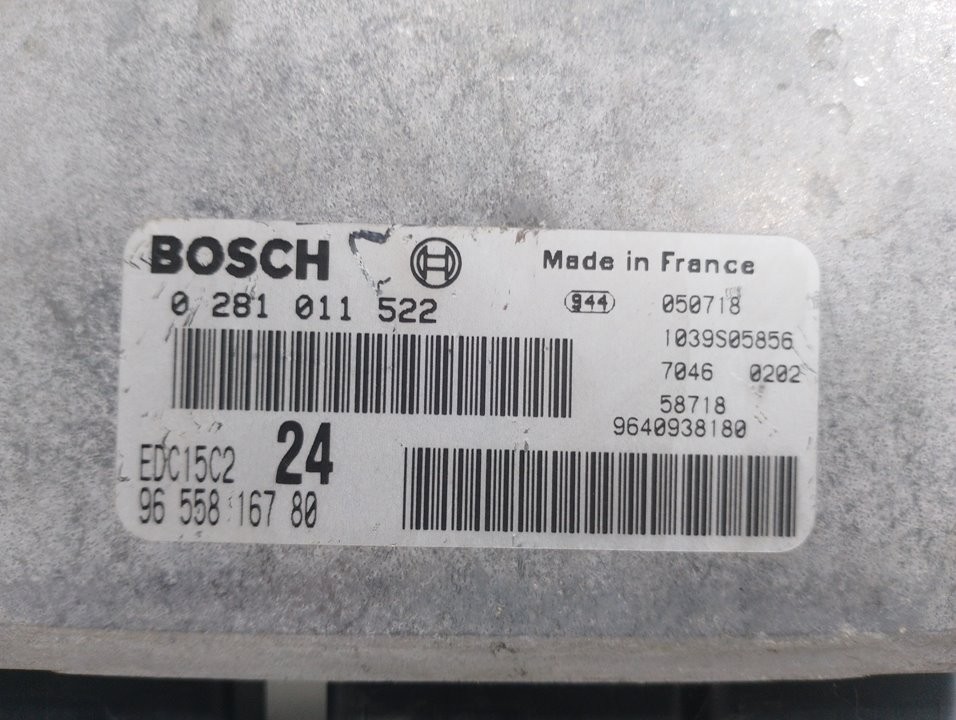 BOSCH
Made in France
0 281 011 522
944
050718
1039S05856
7046 0202
58718
9640938180
24
EDC15C2
96 558 167 80